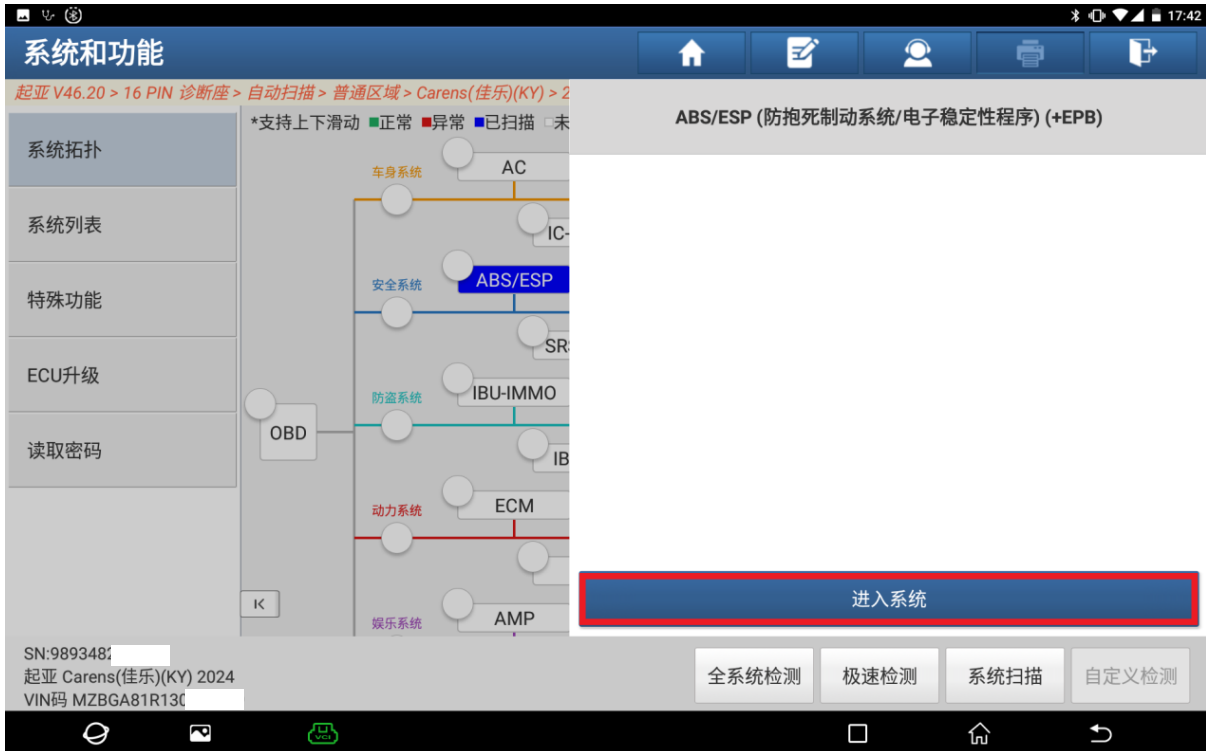 17:42
系统和功能
起亚 V46.20 > 16 PIN 诊断座 > 自动扫描 > 普通区域 > Carens(佳乐)(KY) > 2
*支持上下滑动 ■正常 ■异常 ■已扫描 □未
ABS/ESP (防抱死制动系统/电子稳定性程序) (+EPB)
系统拓扑
系统列表
特殊功能
ECU升级
读取密码
车身系统
AC
IC-
安全系统
ABS/ESP
SRS
防盗系统
IBU-IMMO
OBD
IB
动力系统
ECM
娱乐系统
AMP
进入系统
SN:9893482
起亚 Carens(佳乐)(KY) 2024
VIN码 MZBGA81R130
全系统检测
极速检测
系统扫描
自定义检测
VCI